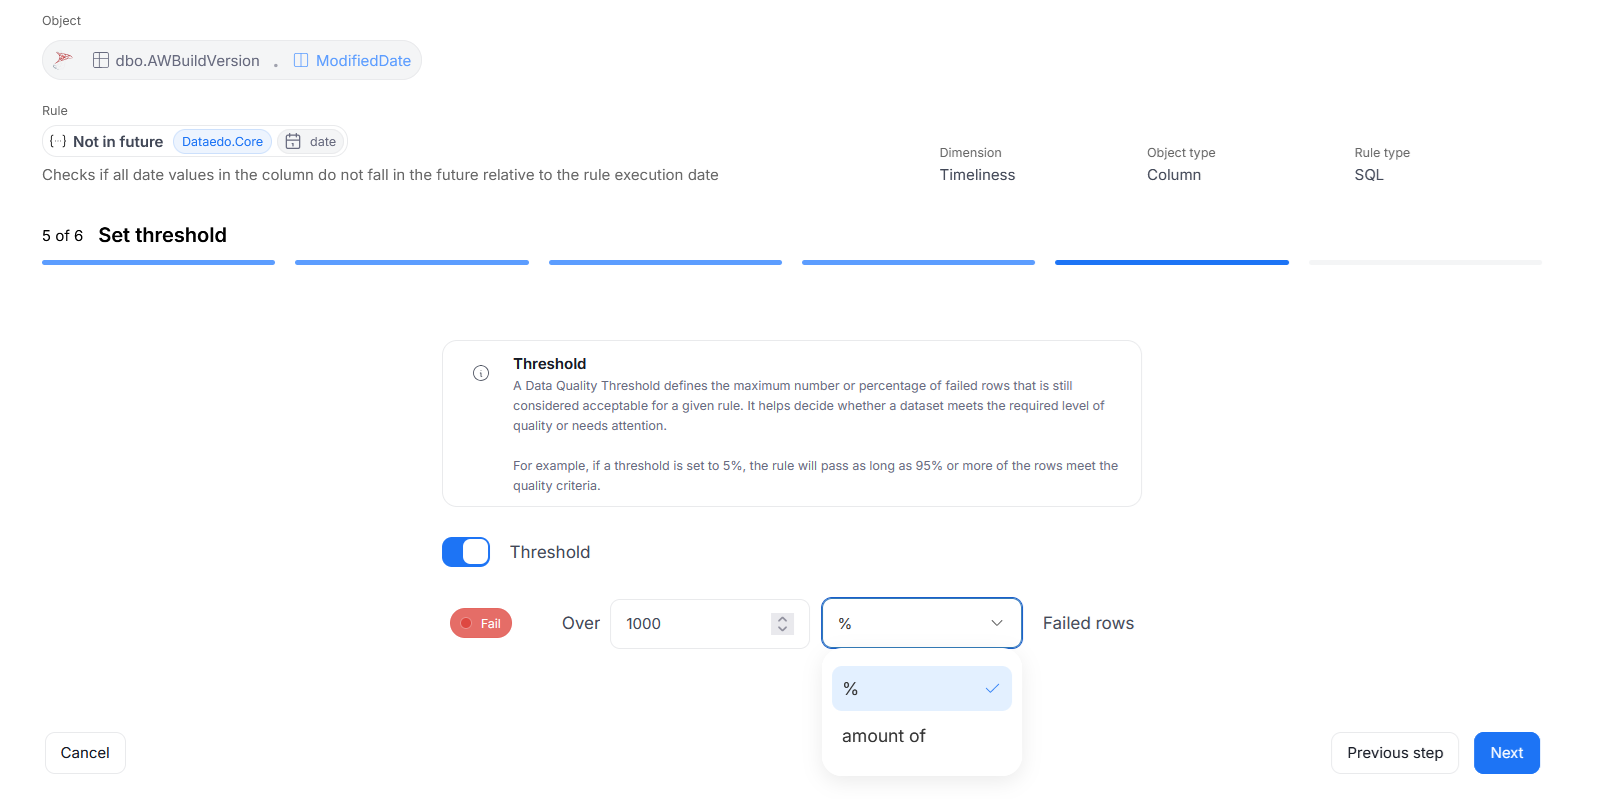 Object
dbo.AWBuildVersion . ModifiedDate
Rule
{···} Not in future Dataedo.Core date
Checks if all date values in the column do not fall in the future relative to the rule execution date
Dimension Object type Rule type
Timeliness Column SQL
5 of 6 Set threshold
Threshold
A Data Quality Threshold defines the maximum number or percentage of failed rows that is still
considered acceptable for a given rule. It helps decide whether a dataset meets the required level of
quality or needs attention.
For example, if a threshold is set to 5%, the rule will pass as long as 95% or more of the rows meet the
quality criteria.
Threshold
Fail Over 1000 % Failed rows
%
amount of
Cancel Previous step Next